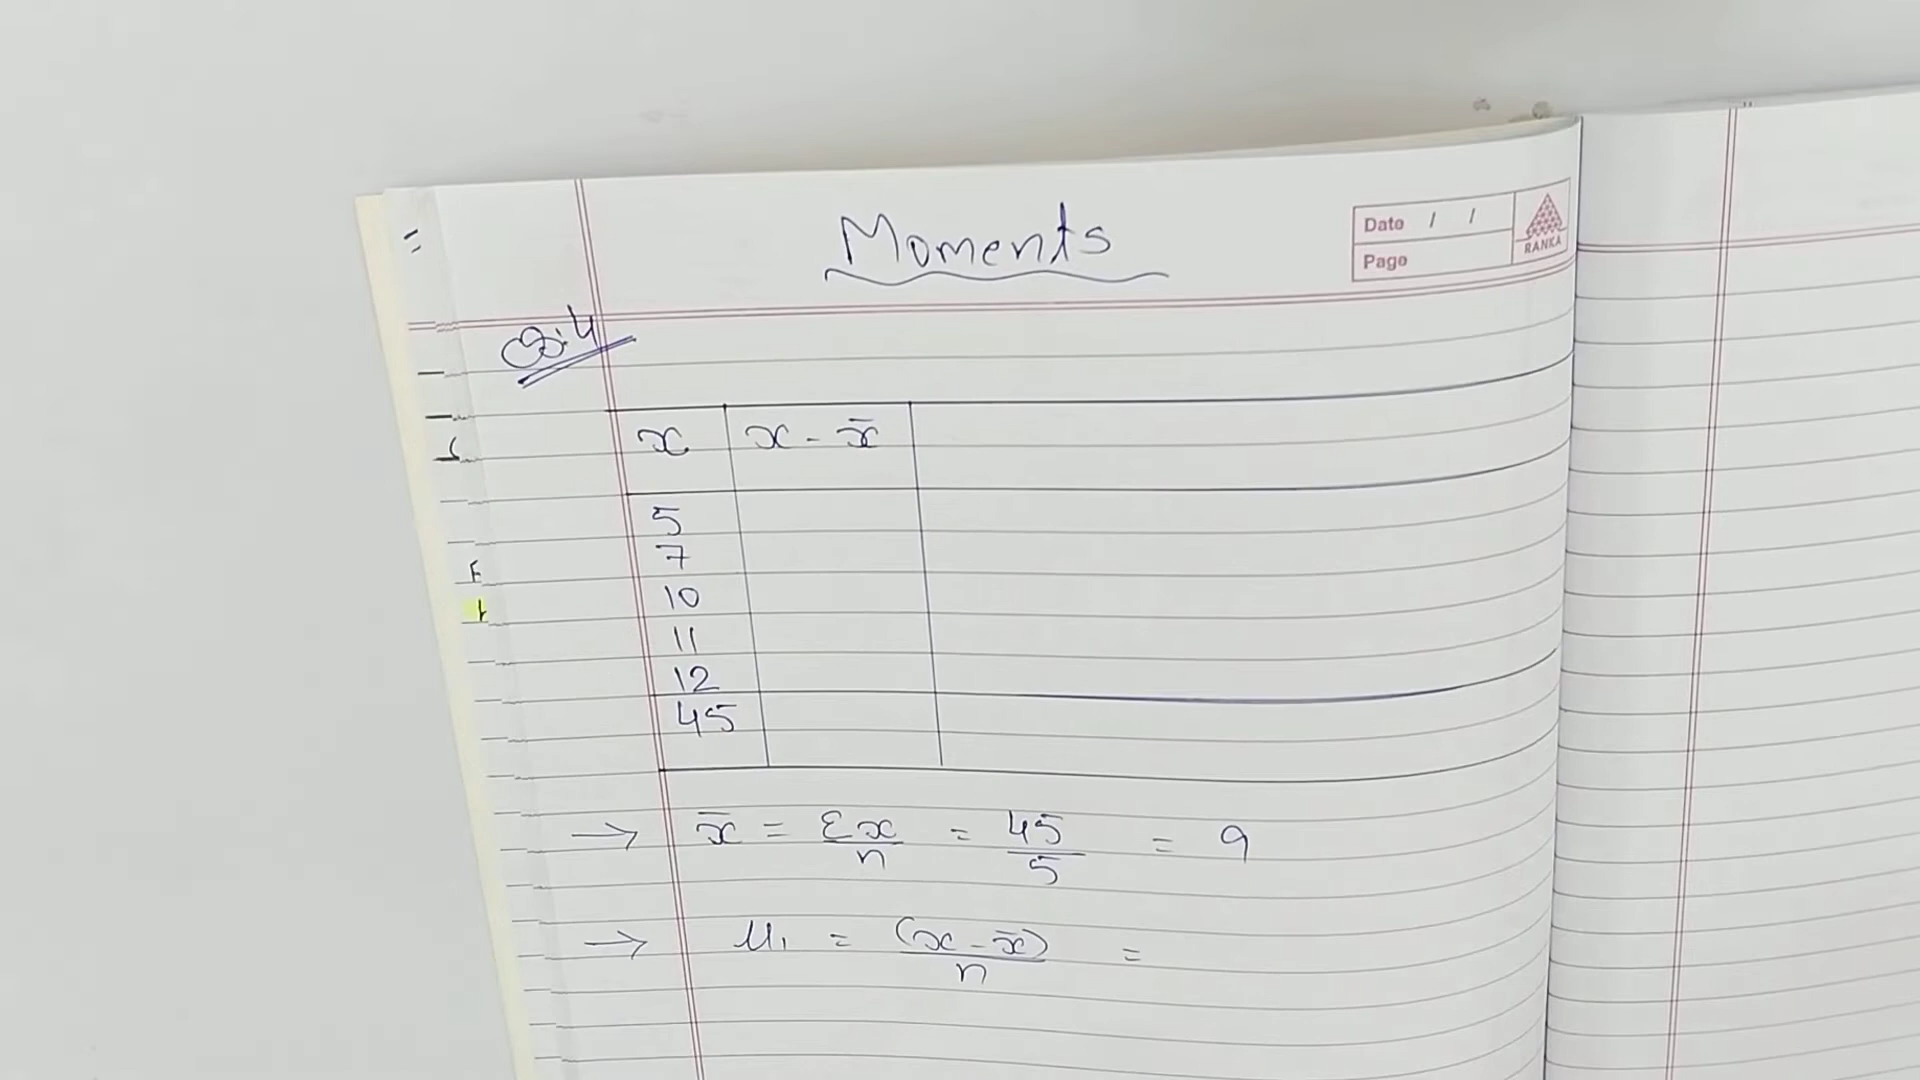 Moments
Date / /
Page
RANKA
Q:4
x x - x̄
5
7
10
11
12
45
→ x̄ = Σx/n = 45/5 = 9
→ μ₁ = (x - x̄)/n =